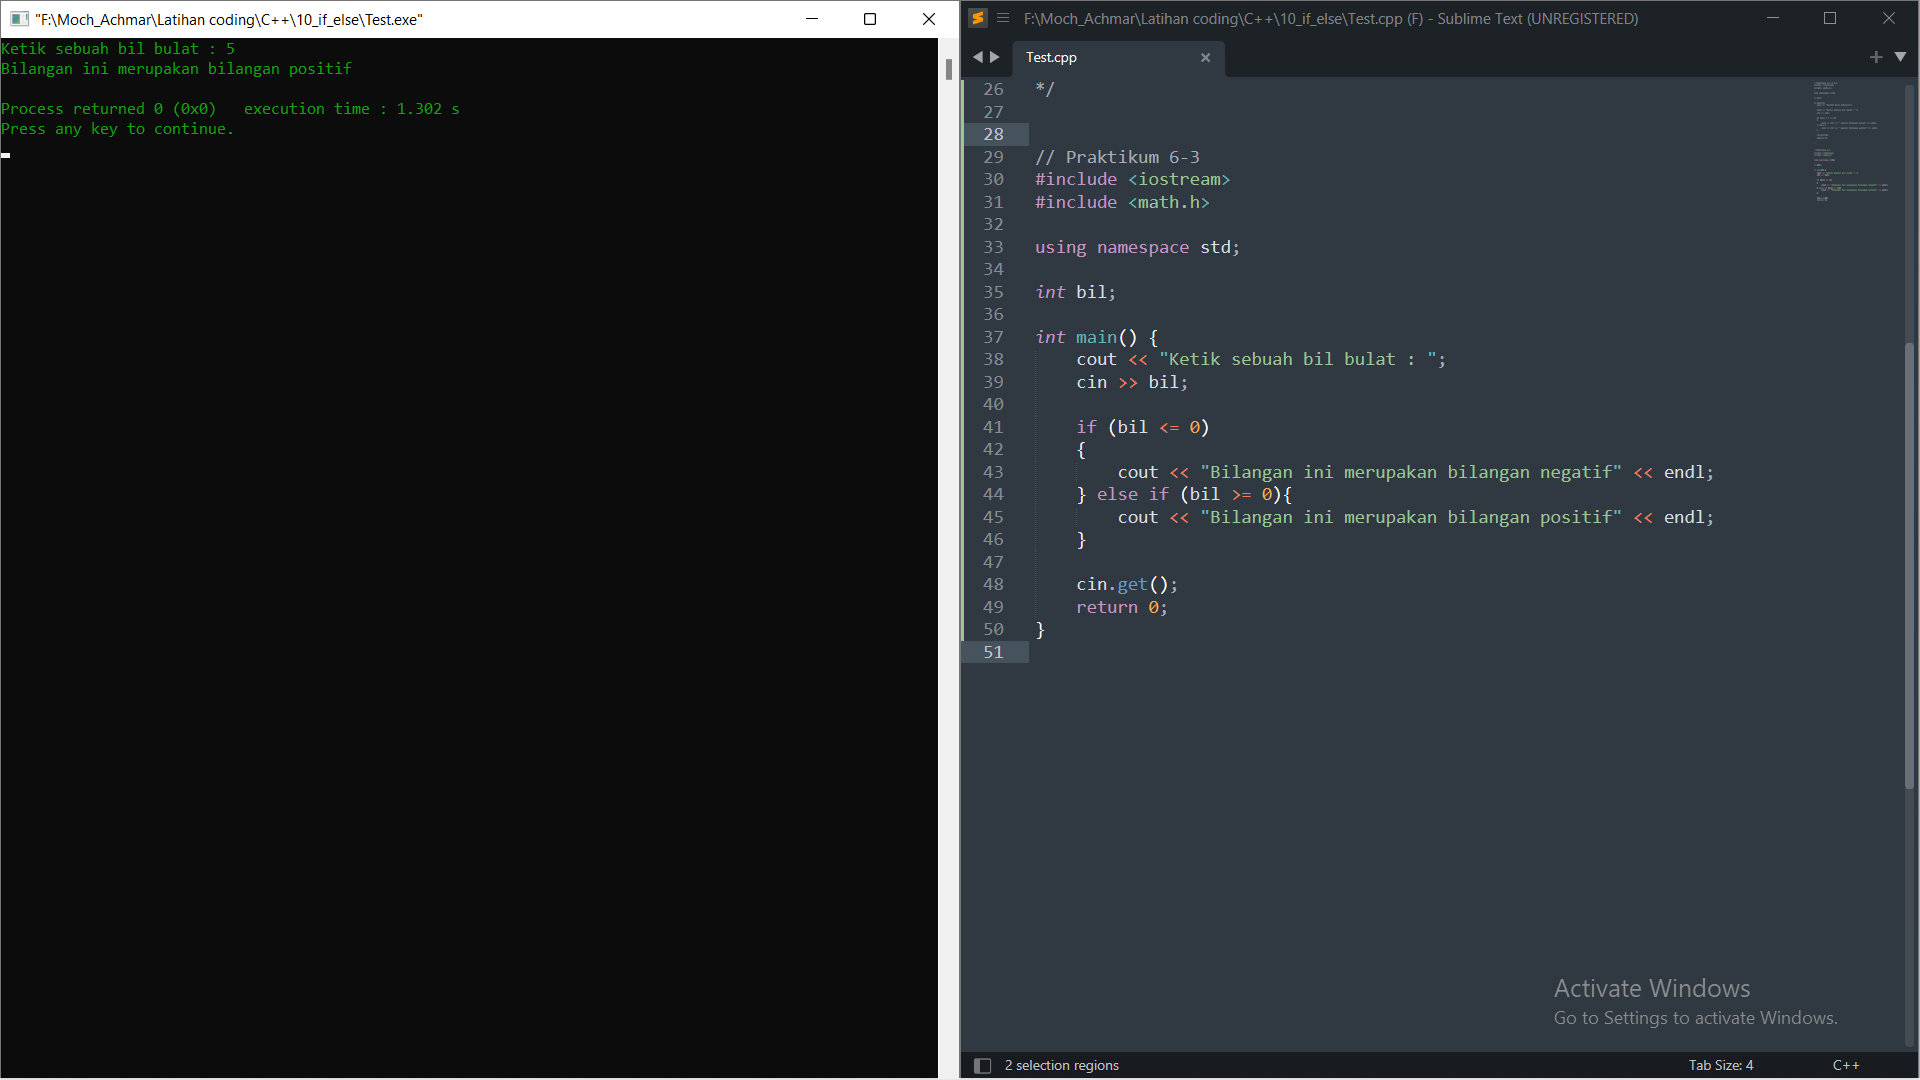 "F:\Moch_Achmar\Latihan coding\C++\10_if_else\Test.exe"
Ketik sebuah bil bulat : 5
Bilangan ini merupakan bilangan positif
Process returned 0 (0x0)   execution time : 1.302 s
Press any key to continue.
F:\Moch_Achmar\Latihan coding\C++\10_if_else\Test.cpp (F) - Sublime Text (UNREGISTERED)
Test.cpp
26 */
27
28
29 // Praktikum 6-3
30 #include <iostream>
31 #include <math.h>
32
33 using namespace std;
34
35 int bil;
36
37 int main() {
38     cout << "Ketik sebuah bil bulat : ";
39     cin >> bil;
40
41     if (bil <= 0)
42     {
43         cout << "Bilangan ini merupakan bilangan negatif" << endl;
44     } else if (bil >= 0){
45         cout << "Bilangan ini merupakan bilangan positif" << endl;
46     }
47
48     cin.get();
49     return 0;
50 }
51
Activate Windows
Go to Settings to activate Windows.
2 selection regions
Tab Size: 4
C++